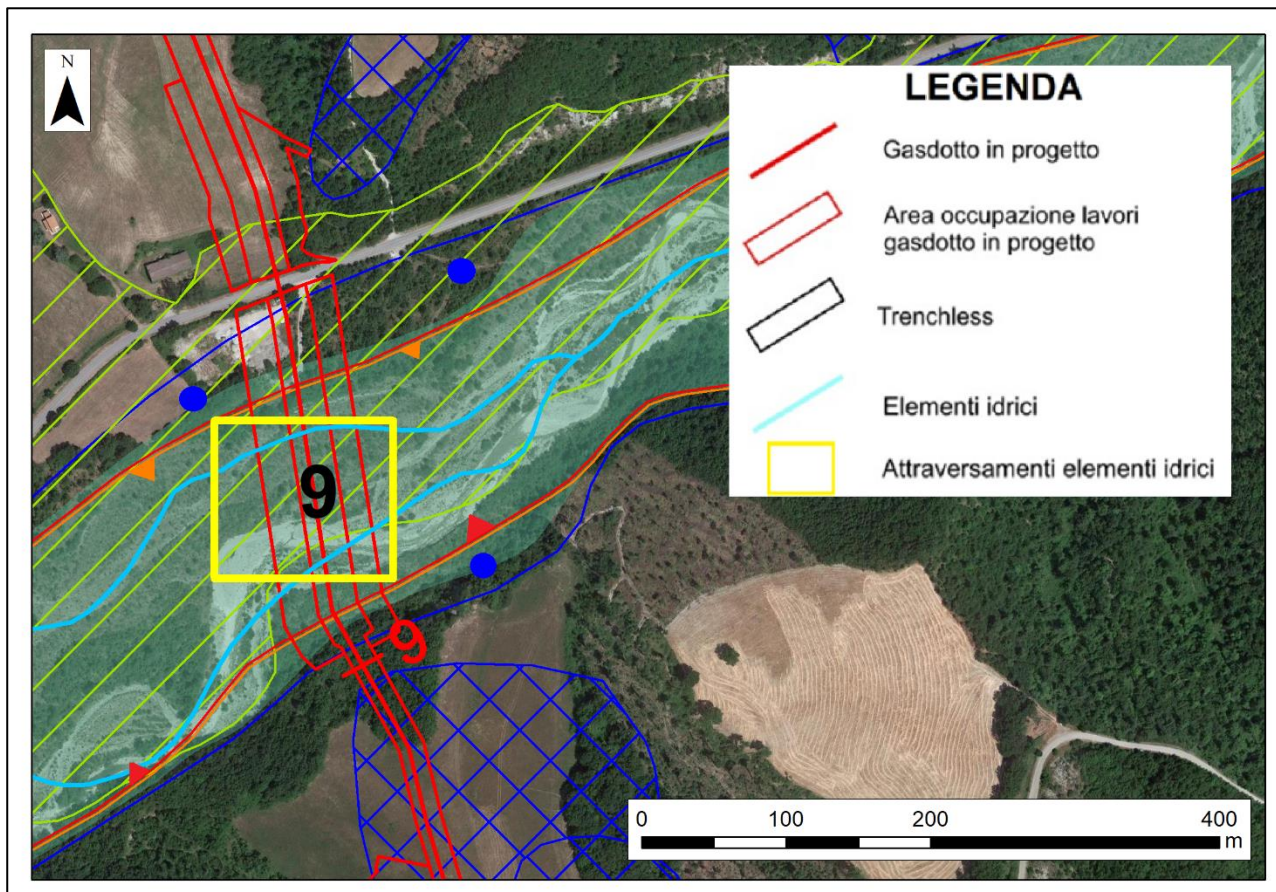 N
LEGENDA
Gasdotto in progetto
Area occupazione lavori
gasdotto in progetto
Trenchless
Elementi idrici
Attraversamenti elementi idrici
9
9
0 100 200 400
m